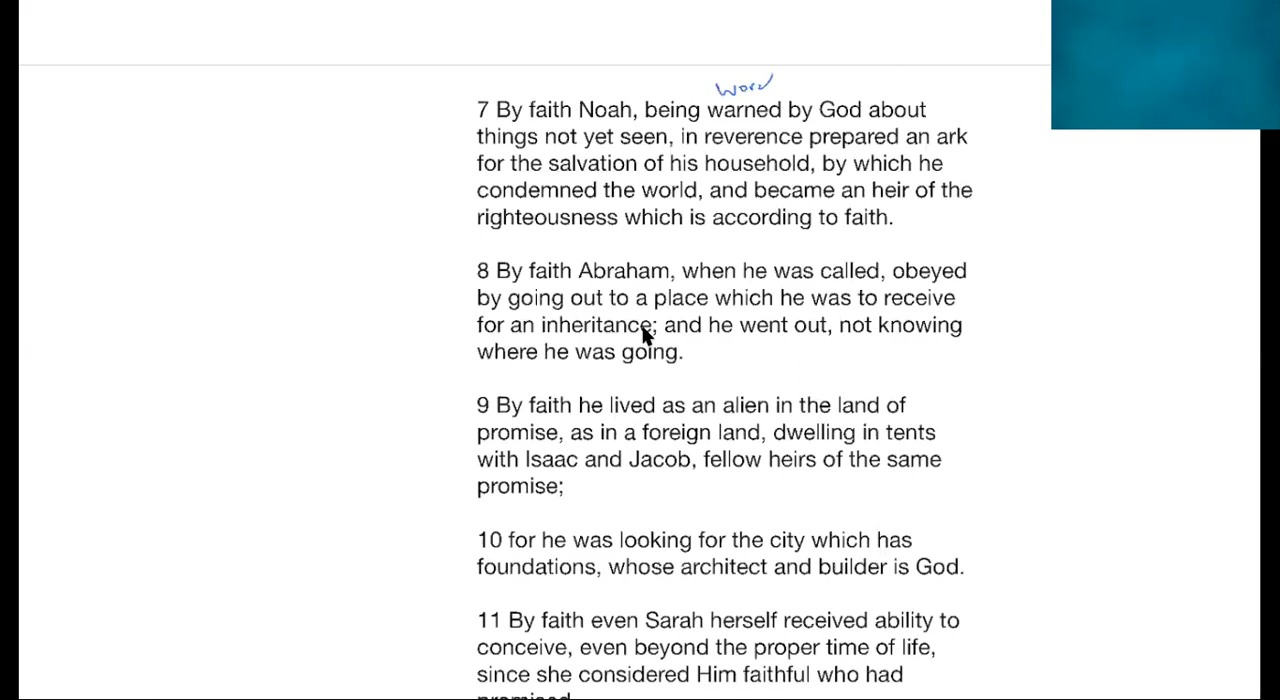 word
7 By faith Noah, being warned by God about
things not yet seen, in reverence prepared an ark
for the salvation of his household, by which he
condemned the world, and became an heir of the
righteousness which is according to faith.
8 By faith Abraham, when he was called, obeyed
by going out to a place which he was to receive
for an inheritance; and he went out, not knowing
where he was going.
9 By faith he lived as an alien in the land of
promise, as in a foreign land, dwelling in tents
with Isaac and Jacob, fellow heirs of the same
promise;
10 for he was looking for the city which has
foundations, whose architect and builder is God.
11 By faith even Sarah herself received ability to
conceive, even beyond the proper time of life,
since she considered Him faithful who had
promised